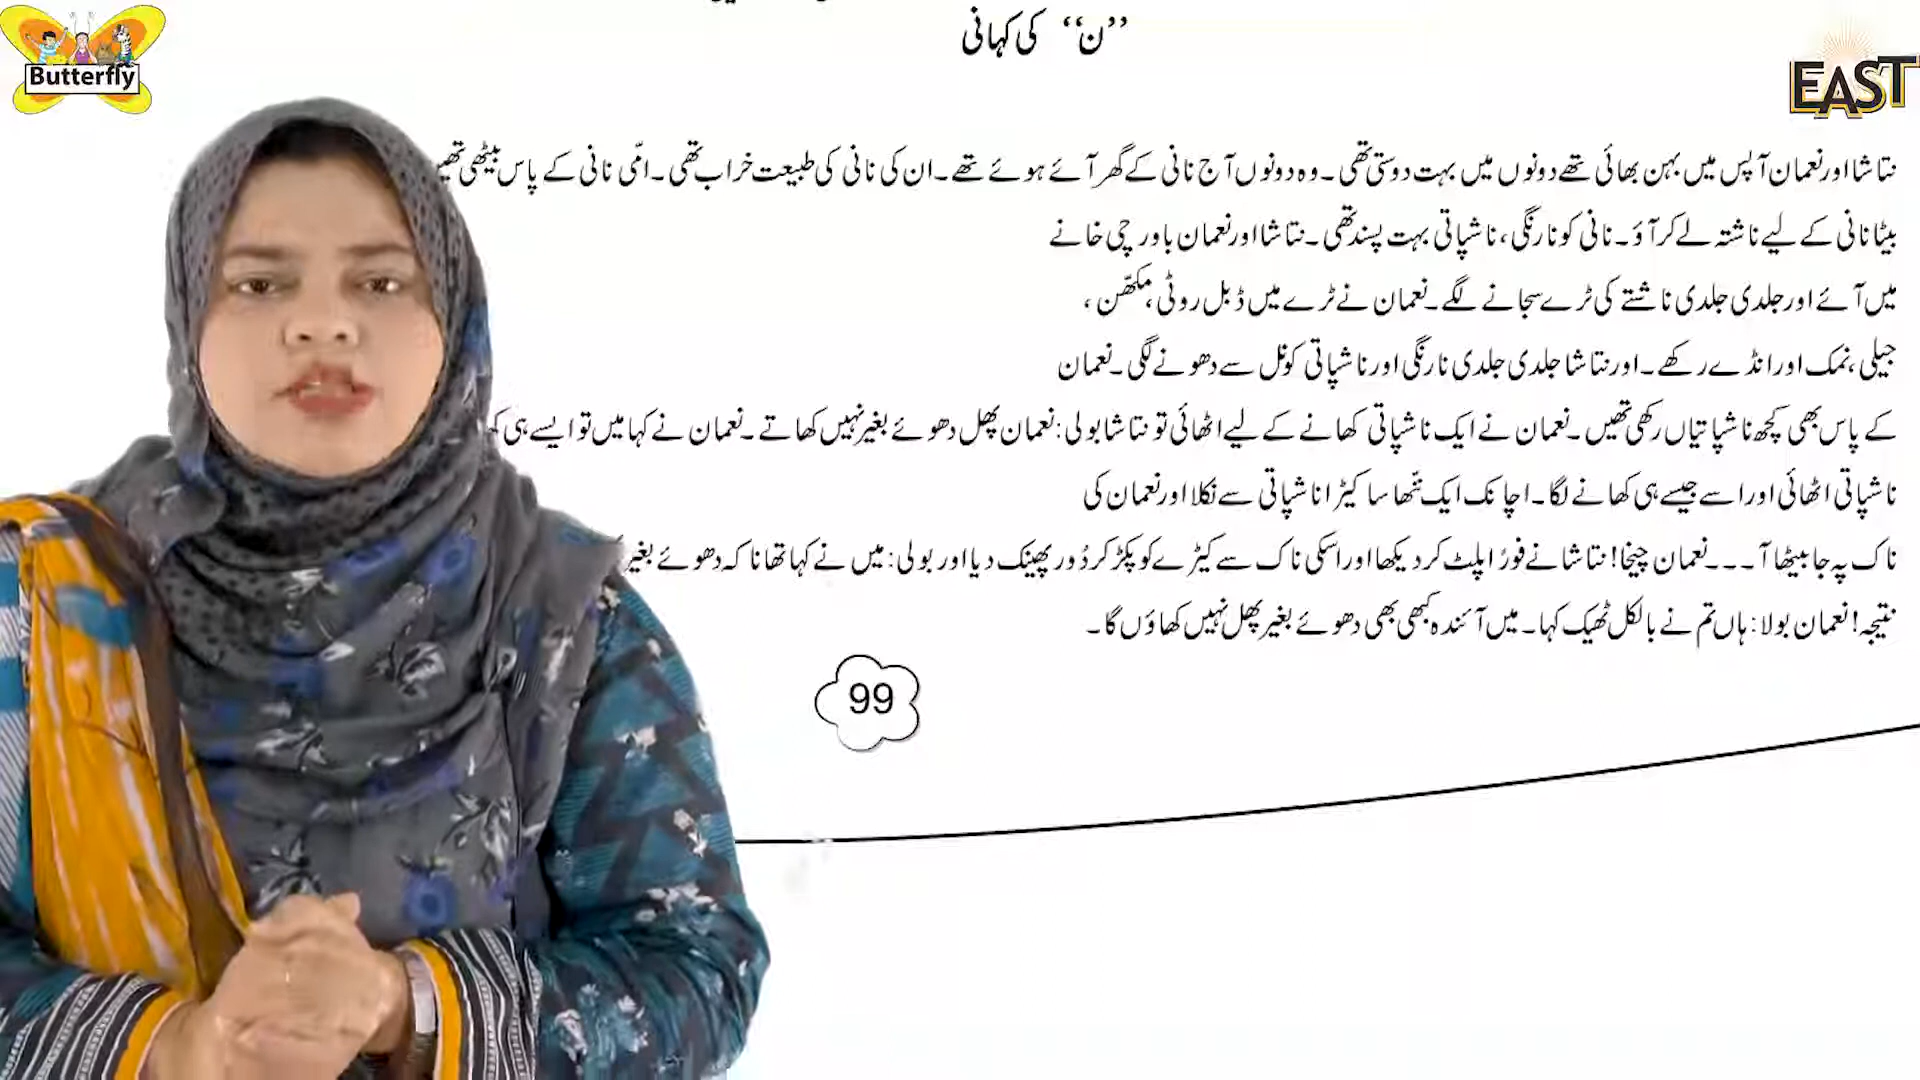 ’’ن‘‘ کی کہانی
Butterfly
EAST
نتاشا اور نعمان آپس میں بہن بھائی تھے دونوں میں بہت دوستی تھی۔ وہ دونوں آج نانی کے گھر آئے ہوئے تھے۔ ان کی نانی کی طبیعت خراب تھی۔ امّی نانی کے پاس بیٹھی
بیٹا نانی کے لیے ناشتہ لے کر آؤ۔ نانی کو نارنگی، ناشپاتی بہت پسند تھی۔ نتاشا اور نعمان باورچی خانے
میں آئے اور جلدی جلدی ناشتے کی ٹرے سجانے لگے۔ نعمان نے ٹرے میں ڈبل روٹی، مکھّن،
جیلی، نمک اور انڈے رکھے۔ اور نتاشا جلدی جلدی نارنگی اور ناشپاتی کو نل سے دھونے لگی۔ نعمان
کے پاس بھی کچھ ناشپاتیاں رکھی تھیں۔ نعمان نے ایک ناشپاتی کھانے کے لیے اٹھائی تو نتاشا بولی: نعمان پھل دھوئے بغیر نہیں کھاتے۔ نعمان نے کہا میں تو ایسے ہی
ناشپاتی اٹھائی اور اسے جیسے ہی کھانے لگا۔ اچانک ایک ننّھا سا کیڑا ناشپاتی سے نکلا اور نعمان کی
ناک پہ جا بیٹھا آ۔۔۔ نعمان چیخا! نتاشا نے فورًا پلٹ کر دیکھا اور اسکی ناک سے کیڑے کو پکڑ کر دُور پھینک دیا اور بولی: میں نے کہا تھا نا کہ دھوئے بغیر
نتیجہ! نعمان بولا: ہاں تم نے بالکل ٹھیک کہا۔ میں آئندہ کبھی بھی دھوئے بغیر پھل نہیں کھاؤں گا۔
99